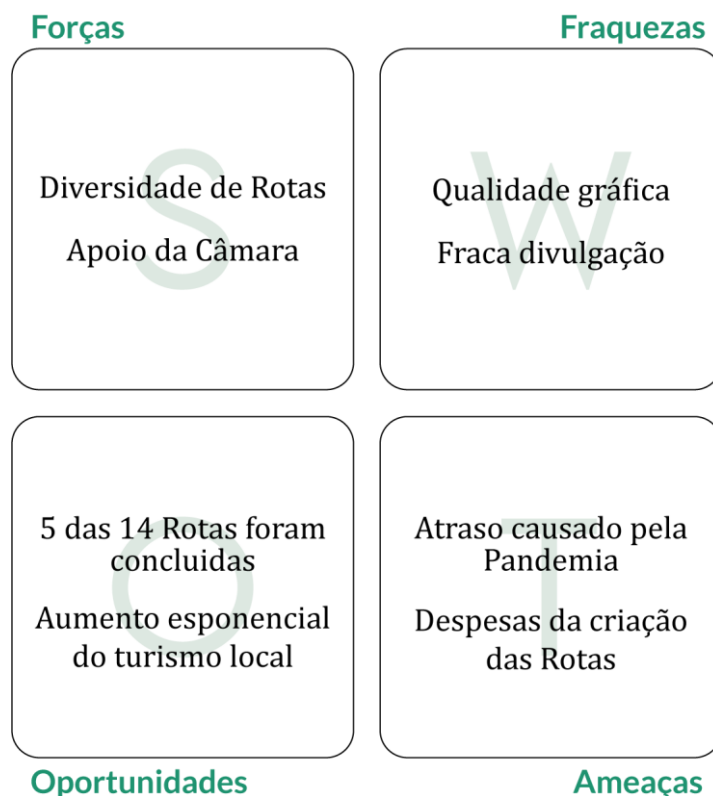 Forças
Fraquezas
S
Diversidade de Rotas
Apoio da Câmara
W
Qualidade gráfica
Fraca divulgação
O
5 das 14 Rotas foram
concluidas
Aumento esponencial
do turismo local
T
Atraso causado pela
Pandemia
Despesas da criação
das Rotas
Oportunidades
Ameaças